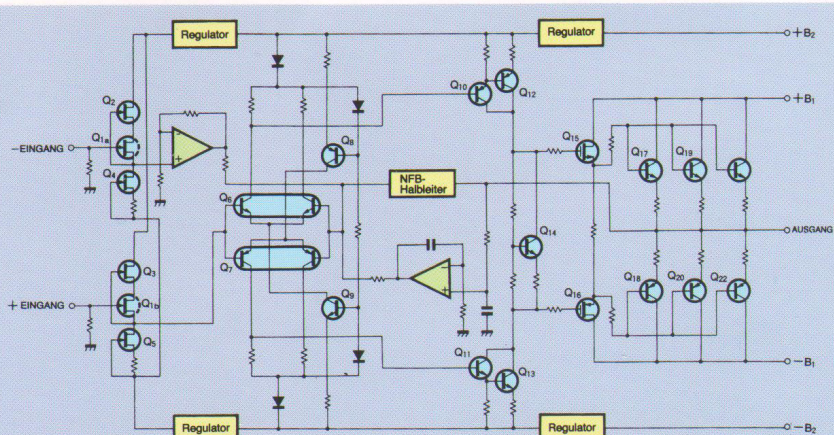 Regulator
Regulator
+B₂
Q₁₀
Q₁₂
Q₂
+B₁
Q₁ₐ
−EINGANG
−
+
Q₈
Q₁₅
Q₁₇
Q₁₉
Q₄
NFB-
Halbleiter
Q₆
AUSGANG
Q₁₄
Q₇
Q₃
−
+
Q₁₈
Q₂₀
Q₂₂
+ EINGANG
Q₁b
Q₉
Q₁₆
Q₅
Q₁₁
Q₁₃
−B₁
Regulator
Regulator
−B₂